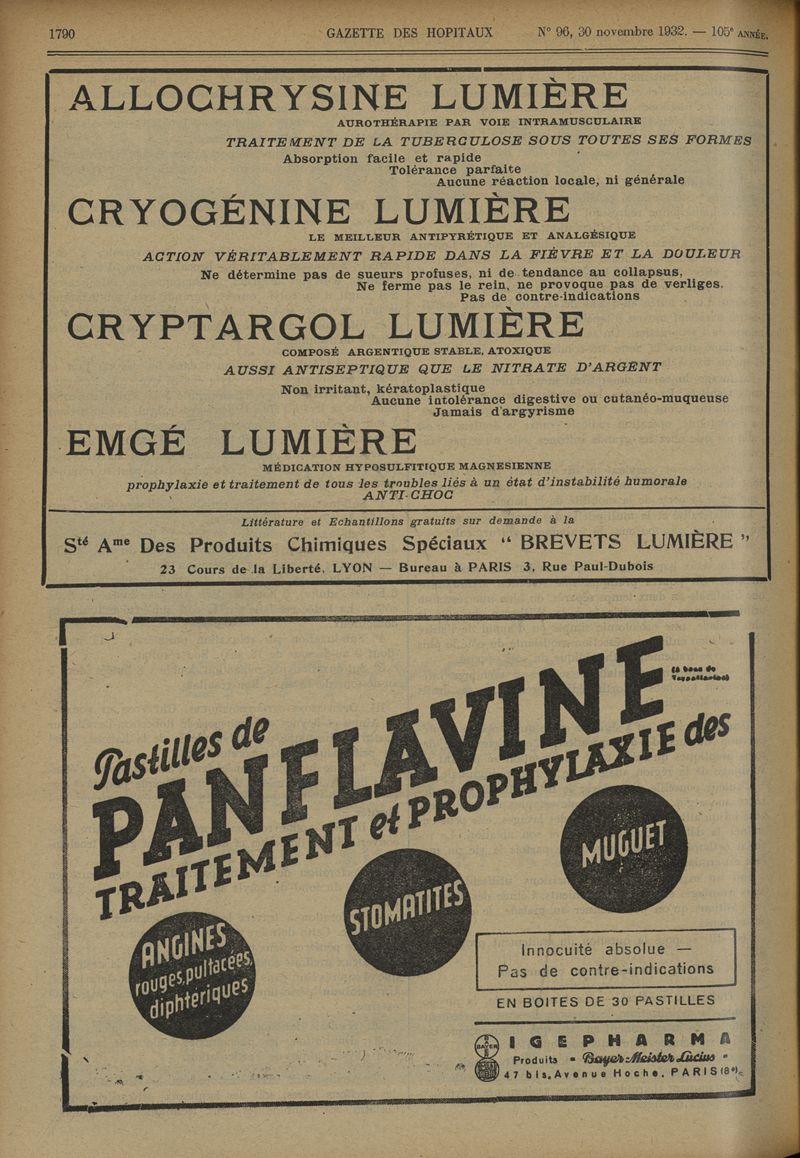 1790 GAZETTE DES HOPITAUX N° 96, 30 novembre 1932. — 105e ANNÉE.
ALLOCHRYSINE LUMIÈRE
AUROTHÉRAPIE PAR VOIE INTRAMUSCULAIRE
TRAITEMENT DE LA TUBERCULOSE SOUS TOUTES SES FORMES
Absorption facile et rapide
Tolérance parfaite
Aucune réaction locale, ni générale
CRYOGÉNINE LUMIÈRE
LE MEILLEUR ANTIPYRÉTIQUE ET ANALGÉSIQUE
ACTION VÉRITABLEMENT RAPIDE DANS LA FIÈVRE ET LA DOULEUR
Ne détermine pas de sueurs profuses, ni de tendance au collapsus,
Ne ferme pas le rein, ne provoque pas de verliges.
Pas de contre-indications
CRYPTARGOL LUMIÈRE
COMPOSÉ ARGENTIQUE STABLE, ATOXIQUE
AUSSI ANTISEPTIQUE QUE LE NITRATE D'ARGENT
Non irritant, kératoplastique
Aucune intolérance digestive ou cutanéo-muqueuse
Jamais d'argyrisme
EMGÉ LUMIÈRE
MÉDICATION HYPOSULFITIQUE MAGNESIENNE
prophylaxie et traitement de tous les troubles liés à un état d'instabilité humorale
ANTI-CHOC
Littérature et Echantillons gratuits sur demande à la
Sté Ame Des Produits Chimiques Spéciaux “ BREVETS LUMIÈRE ”
23 Cours de la Liberté, LYON — Bureau à PARIS 3, Rue Paul-Dubois
Pastilles de
PANFLAVINE
TRAITEMENT et PROPHYLAXIE des
MUGUET
STOMATITES
ANGINES
rouges, pultacées,
diphtériques
Innocuité absolue —
Pas de contre-indications
EN BOITES DE 30 PASTILLES
BAYER
IGEPHARMA
Produits "Bayer-Meister Lucius"
47 bis, Avenue Hoche, PARIS (8e)